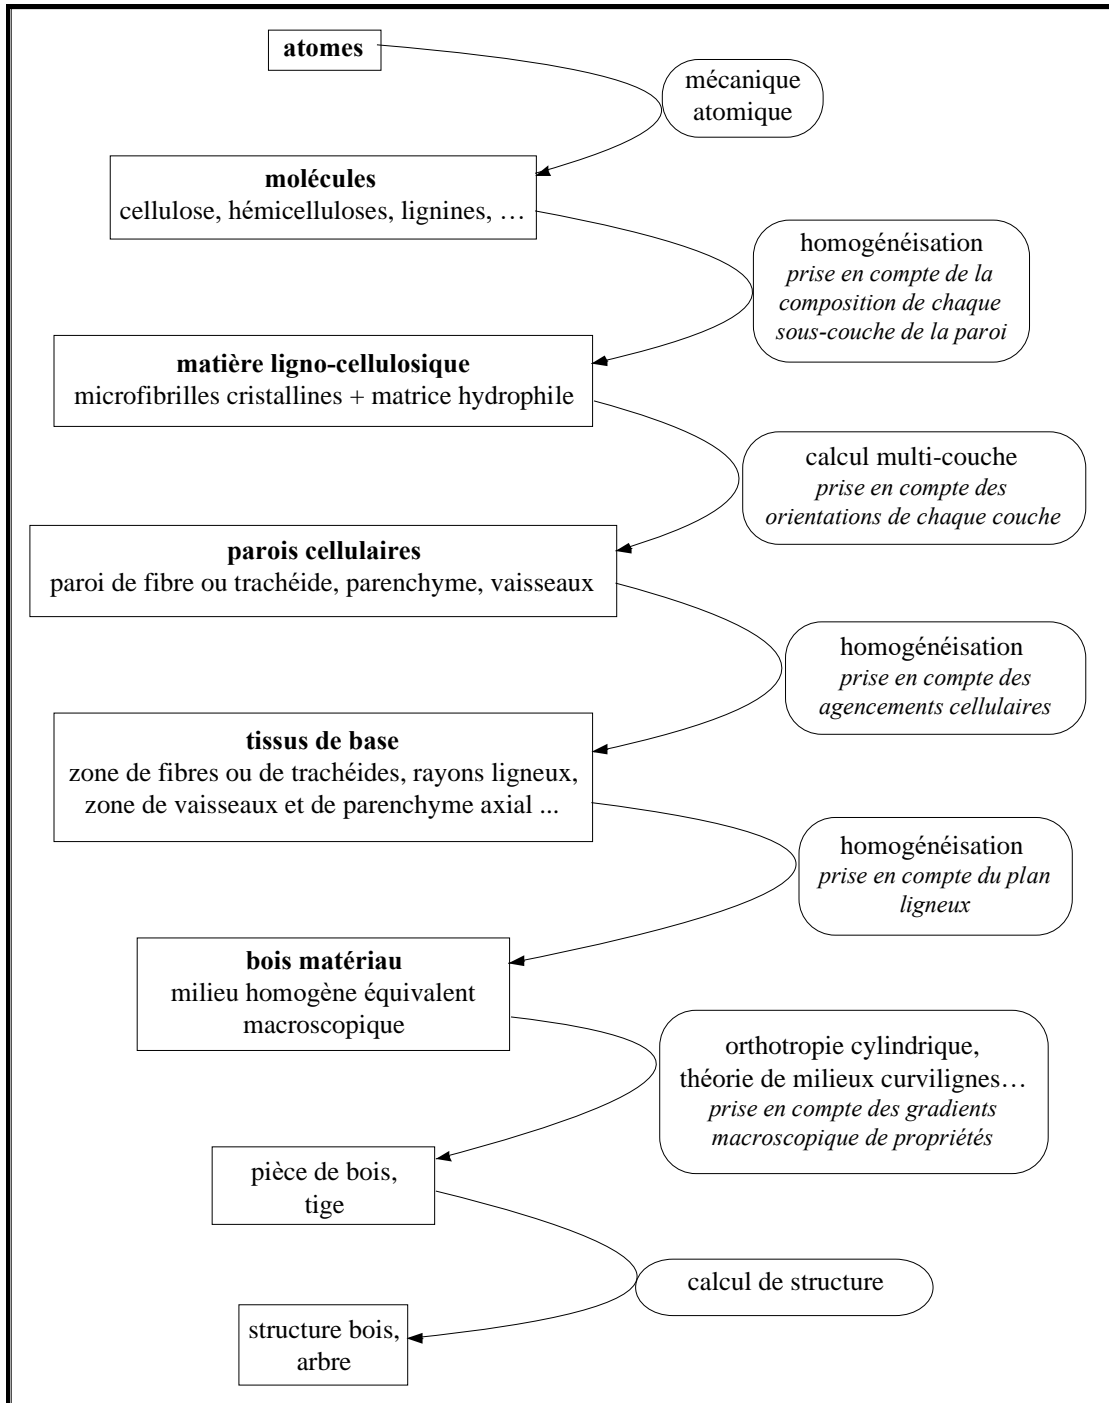 atomes
mécanique
atomique
molécules
cellulose, hémicelluloses, lignines, …
homogénéisation
prise en compte de la
composition de chaque
sous-couche de la paroi
matière ligno-cellulosique
microfibrilles cristallines + matrice hydrophile
calcul multi-couche
prise en compte des
orientations de chaque couche
parois cellulaires
paroi de fibre ou trachéide, parenchyme, vaisseaux
homogénéisation
prise en compte des
agencements cellulaires
tissus de base
zone de fibres ou de trachéides, rayons ligneux,
zone de vaisseaux et de parenchyme axial ...
homogénéisation
prise en compte du plan
ligneux
bois matériau
milieu homogène équivalent
macroscopique
orthotropie cylindrique,
théorie de milieux curvilignes…
prise en compte des gradients
macroscopique de propriétés
pièce de bois,
tige
calcul de structure
structure bois,
arbre